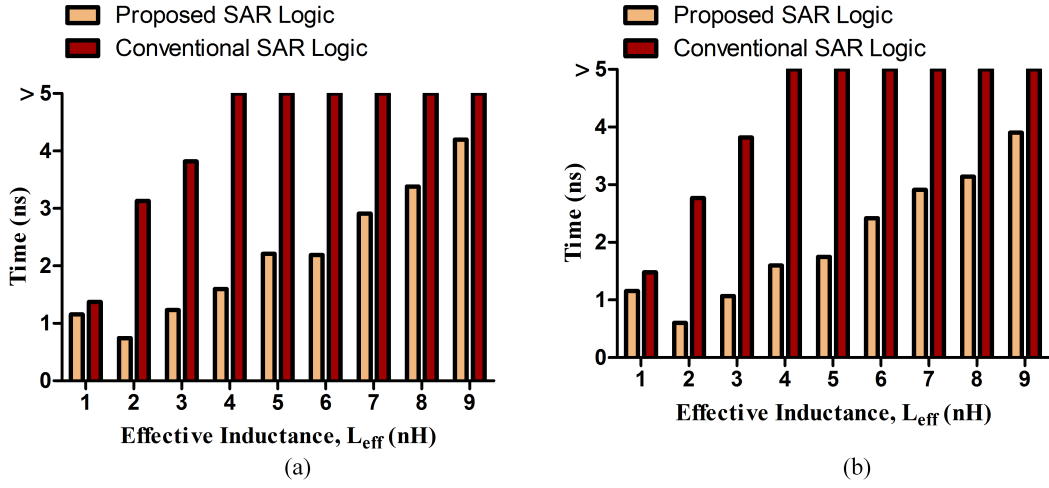 Proposed SAR Logic
Conventional SAR Logic
> 5
4
3
2
1
0
Time (ns)
1 2 3 4 5 6 7 8 9
Effective Inductance, Leff (nH)
(a)
Proposed SAR Logic
Conventional SAR Logic
> 5
4
3
2
1
0
Time (ns)
1 2 3 4 5 6 7 8 9
Effective Inductance, Leff (nH)
(b)